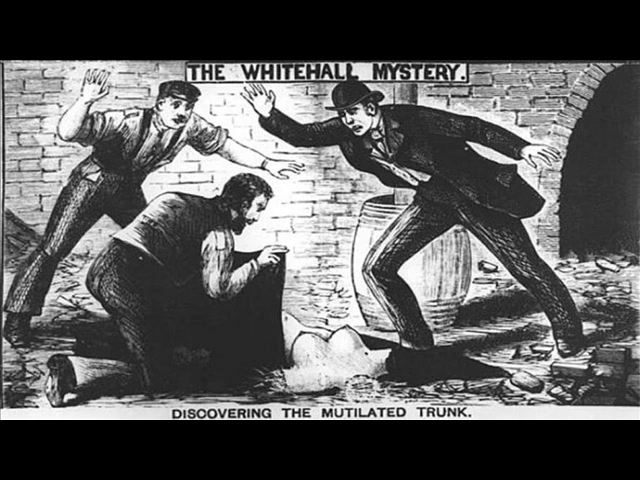 THE WHITEHALL MYSTERY.
DISCOVERING THE MUTILATED TRUNK.